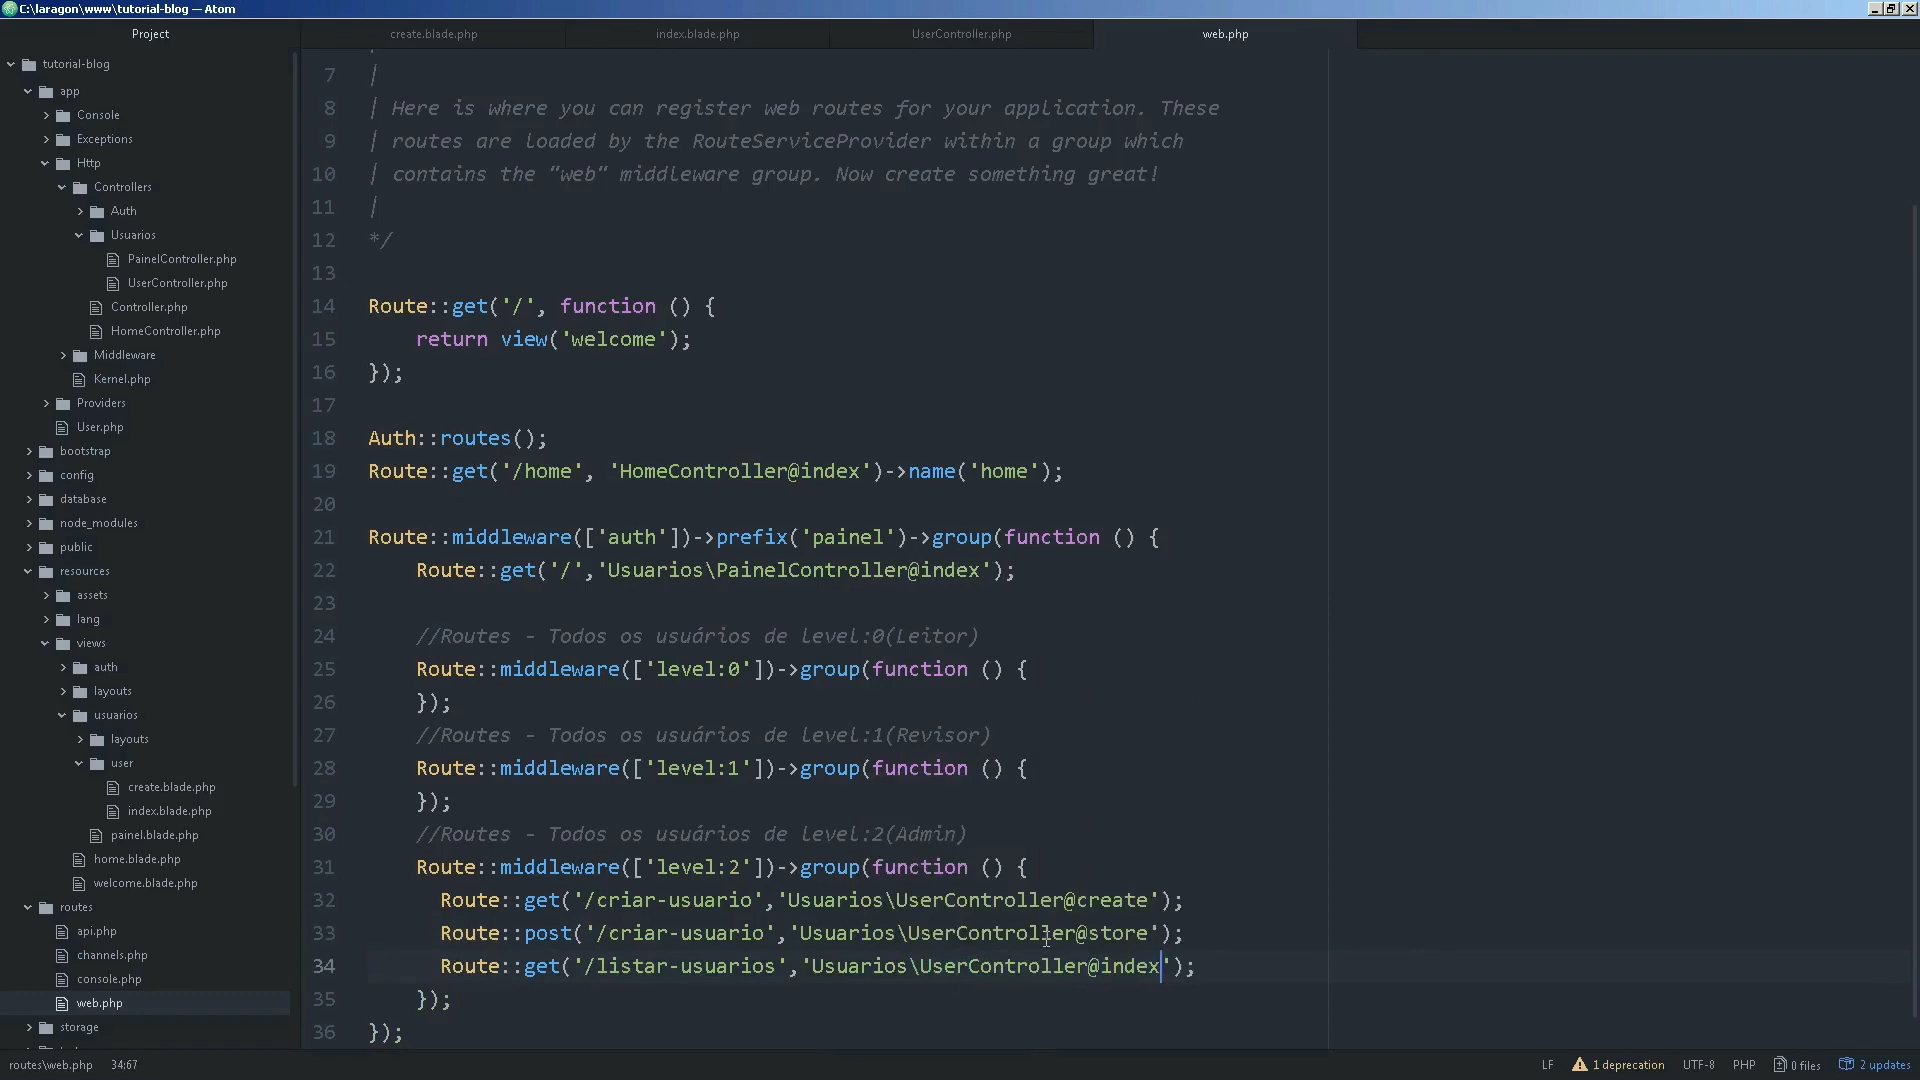 C:\laragon\www\tutorial-blog — Atom
Project
create.blade.php
index.blade.php
UserController.php
web.php
tutorial-blog
app
Console
Exceptions
Http
Controllers
Auth
Usuarios
PainelController.php
UserController.php
Controller.php
HomeController.php
Middleware
Kernel.php
Providers
User.php
bootstrap
config
database
node_modules
public
resources
assets
lang
views
auth
layouts
usuarios
layouts
user
create.blade.php
index.blade.php
painel.blade.php
home.blade.php
welcome.blade.php
routes
api.php
channels.php
console.php
web.php
storage
7 |
8 | Here is where you can register web routes for your application. These
9 | routes are loaded by the RouteServiceProvider within a group which
10 | contains the "web" middleware group. Now create something great!
11 |
12 */
13
14 Route::get('/', function () {
15 return view('welcome');
16 });
17
18 Auth::routes();
19 Route::get('/home', 'HomeController@index')->name('home');
20
21 Route::middleware(['auth'])->prefix('painel')->group(function () {
22 Route::get('/','Usuarios\PainelController@index');
23
24 //Routes - Todos os usuários de level:0(Leitor)
25 Route::middleware(['level:0'])->group(function () {
26 });
27 //Routes - Todos os usuários de level:1(Revisor)
28 Route::middleware(['level:1'])->group(function () {
29 });
30 //Routes - Todos os usuários de level:2(Admin)
31 Route::middleware(['level:2'])->group(function () {
32 Route::get('/criar-usuario','Usuarios\UserController@create');
33 Route::post('/criar-usuario','Usuarios\UserController@store');
34 Route::get('/listar-usuarios','Usuarios\UserController@index');
35 });
36 });
routes\web.php 34:67
LF 1 deprecation UTF-8 PHP 0 files 2 updates